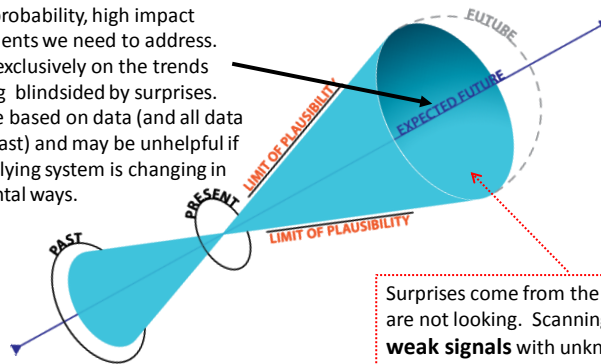 probability, high impact
ents we need to address.
exclusively on the trends
g blindsided by surprises.
e based on data (and all data
ast) and may be unhelpful if
lying system is changing in
ntal ways.
FUTURE
EXPECTED FUTURE
LIMIT OF PLAUSIBILITY
PRESENT
LIMIT OF PLAUSIBILITY
PAST
Surprises come from the
are not looking. Scanning
weak signals with unkn